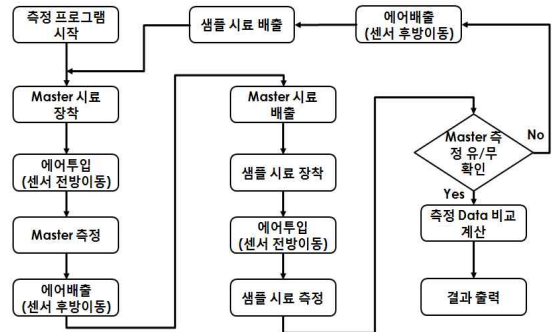 측정 프로그램
시작
샘플 시료 배출
에어배출
(센서 후방이동)
Master 시료
장착
에어투입
(센서 전방이동)
Master 측정
에어배출
(센서 후방이동)
Master 시료
배출
샘플 시료 장착
에어투입
(센서 전방이동)
샘플 시료 측정
Master 측
정 유/무
확인
No
Yes
측정 Data 비교
계산
결과 출력